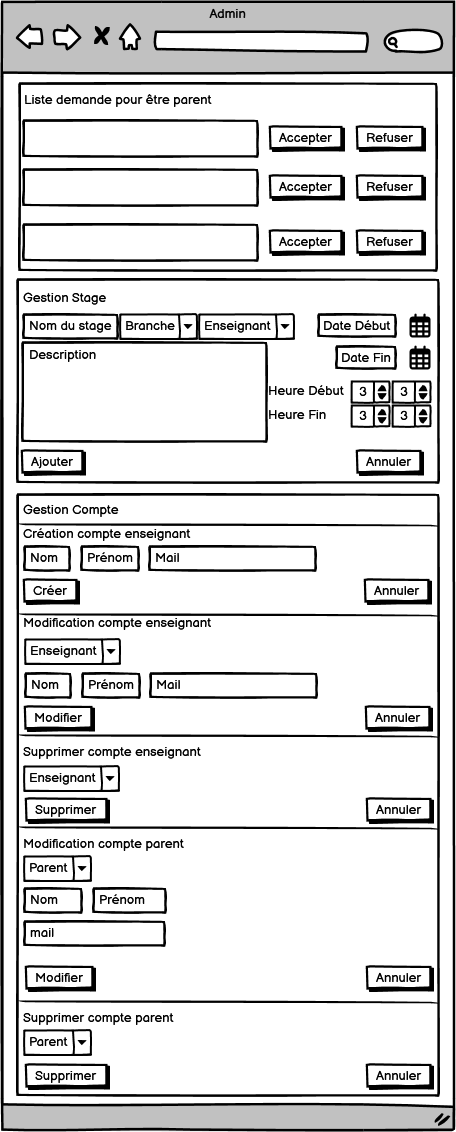 Admin
Liste demande pour être parent
Accepter Refuser
Accepter Refuser
Accepter Refuser
Gestion Stage
Nom du stage Branche Enseignant Date Début
Description Date Fin
Heure Début 3 3
Heure Fin 3 3
Ajouter Annuler
Gestion Compte
Création compte enseignant
Nom Prénom Mail
Créer Annuler
Modification compte enseignant
Enseignant
Nom Prénom Mail
Modifier Annuler
Supprimer compte enseignant
Enseignant
Supprimer Annuler
Modification compte parent
Parent
Nom Prénom
mail
Modifier Annuler
Supprimer compte parent
Parent
Supprimer Annuler